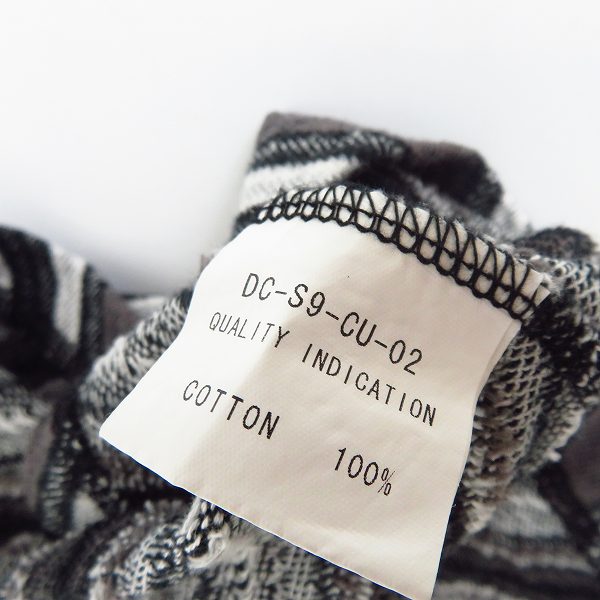 DC-S9-CU-02
QUALITY INDICATION
COTTON 100%